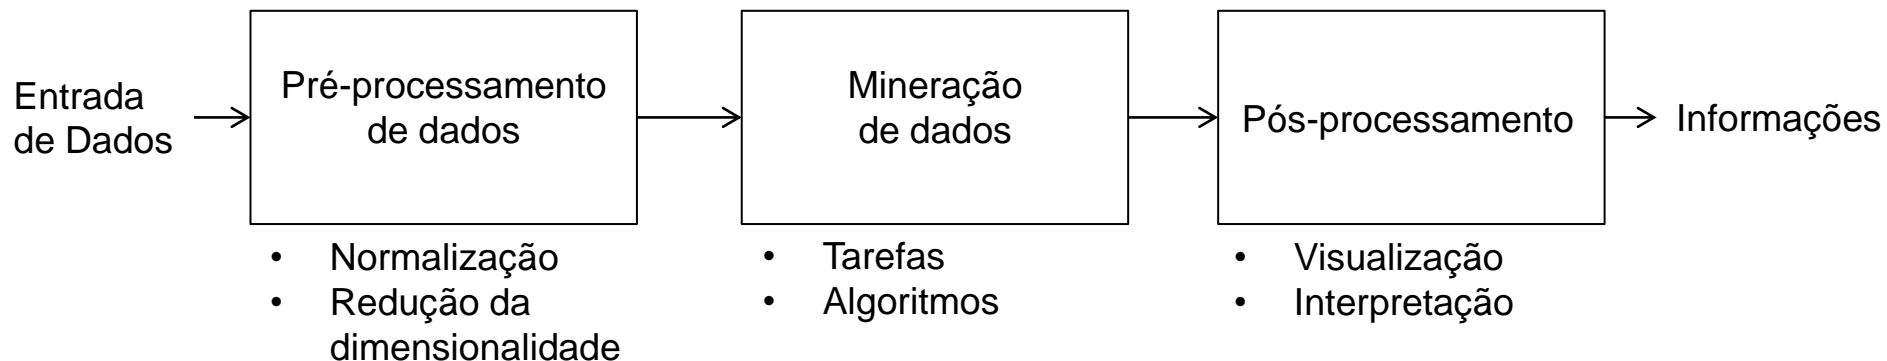 Entrada
de Dados
Pré-processamento
de dados
Mineração
de dados
Pós-processamento
Informações
• Normalização
• Redução da
dimensionalidade
• Tarefas
• Algoritmos
• Visualização
• Interpretação